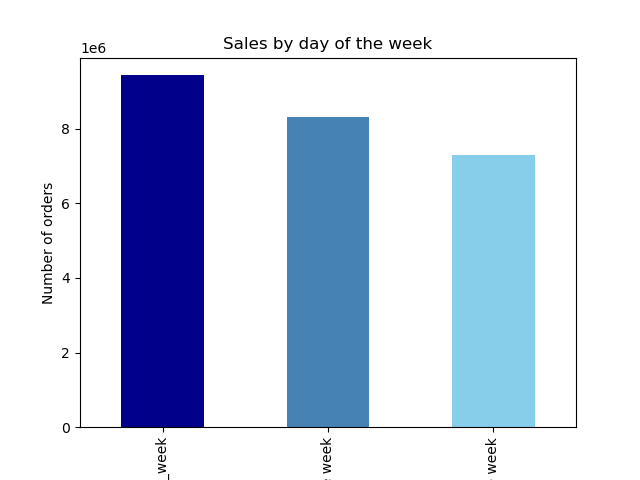 Sales by day of the week
1e6
Number of orders
8
6
4
2
0
_week
week
week